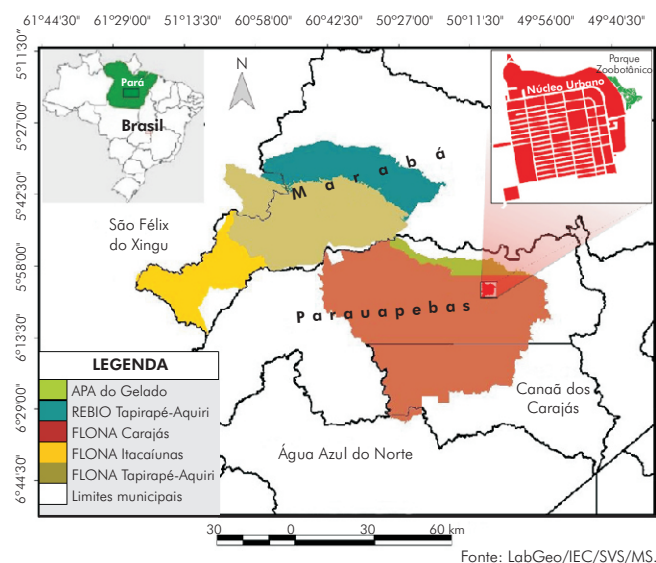 61°44'30" 61°29'00" 51°13'30" 60°58'00" 60°42'30" 50°27'00" 50°11'30" 49°56'00" 49°40'30"
5°11'30"
5°27'00"
5°42'30"
5°58'00"
6°13'30"
6°29'00"
6°44'30"
Pará
Brasil
N
Parque
Zoobotânico
Núcleo Urbano
Marabá
São Félix
do Xingu
Parauapebas
Canaã dos
Carajás
Água Azul do Norte
LEGENDA
APA do Gelado
REBIO Tapirapé-Aquiri
FLONA Carajás
FLONA Itacaíunas
FLONA Tapirapé-Aquiri
Limites municipais
30 0 30 60 km
Fonte: LabGeo/IEC/SVS/MS.